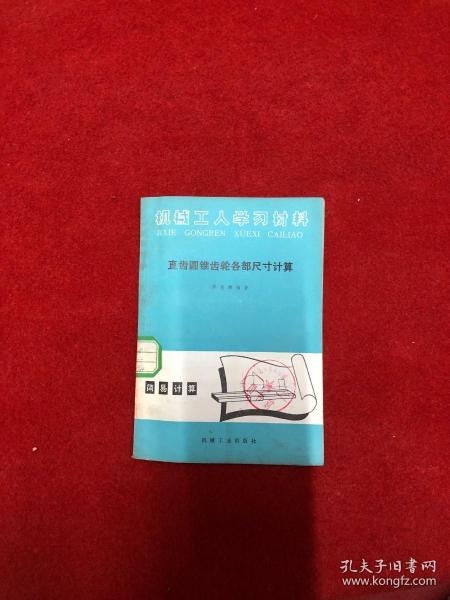 机械工人学习材料
JIXIE GONGREN XUEXI CAILIAO
直齿圆锥齿轮各部尺寸计算
简易计算
机械工业出版社
孔夫子旧书网
www.kongfz.com